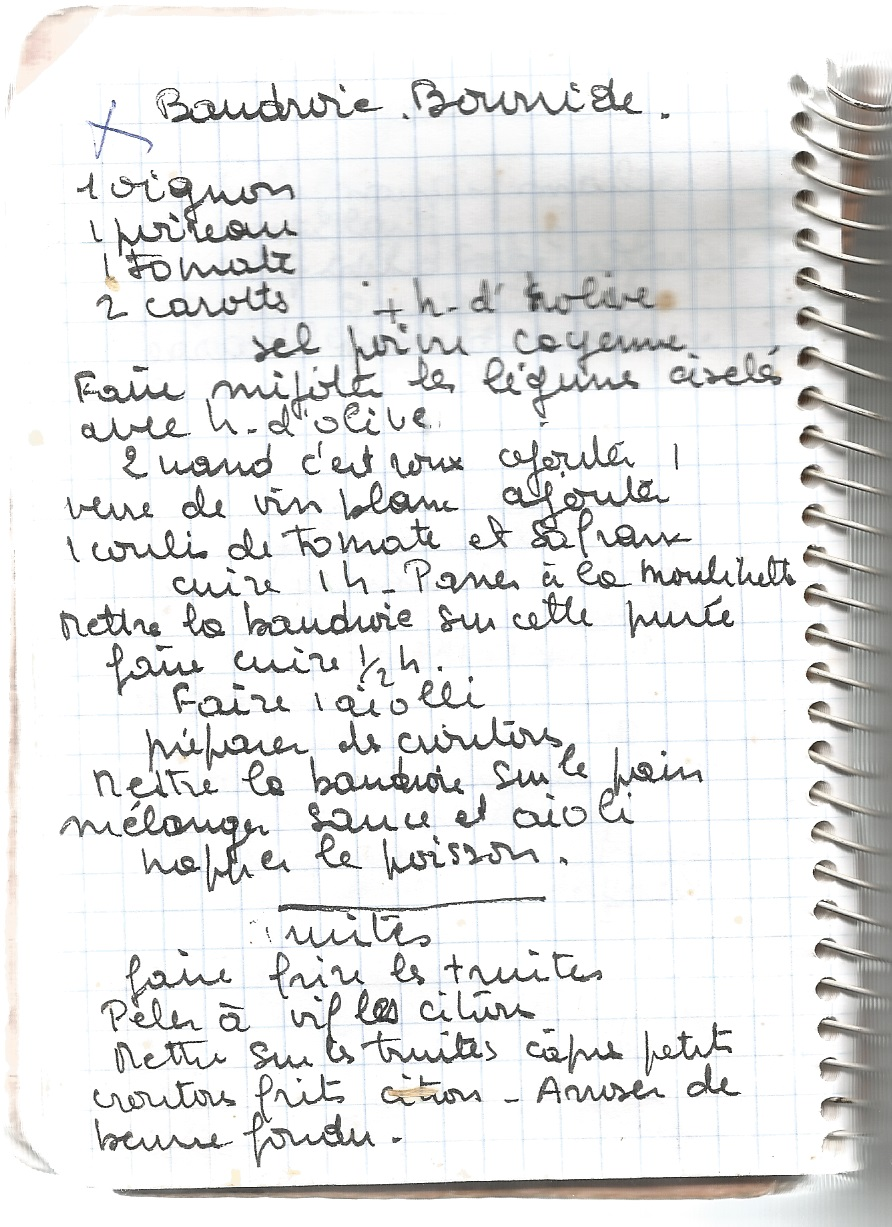 Baudroie . Bourride .
1 oignon
1 poireau
1 tomate
2 carotts + h. d' olive
sel poivre cayenne
Faire mijoter les légumes ciselés
avec h. d'olive.
Quand c'est roux ajouter 1
verre de vin blanc ajouter
1 coulis de tomate et safran
cuire 1 h - Passer à la moulinette
Mettre la baudroie sur cette purée
faire cuire 1/2 h.
Faire 1 aïolli
préparer des croutons
Mettre la baudroie sur le pain
mélanger sauce et aïoli
napper le poisson .
Truites
faire frire les truites
Peler à vif les citrons
Mettre sur les truites câpres petits
croutons frits citron - Arroser de
beurre fondu .